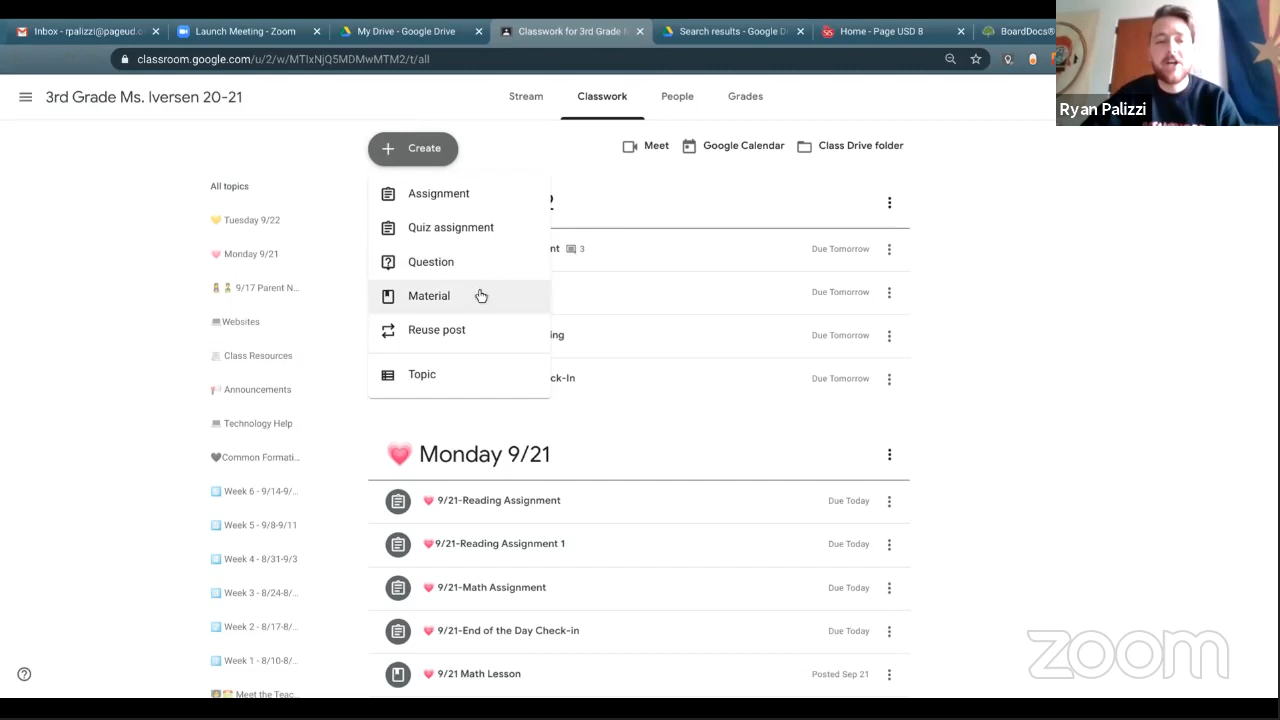 Inbox - rpalizzi@pageud.o
Launch Meeting - Zoom
My Drive - Google Drive
Classwork for 3rd Grade
Search results - Google D
Home - Page USD 8
BoardDocs®
classroom.google.com/u/2/w/MTIxNjQ5MDMwMTM2/t/all
Ryan Palizzi
3rd Grade Ms. Iversen 20-21
Stream
Classwork
People
Grades
Create
Meet
Google Calendar
Class Drive folder
All topics
Tuesday 9/22
Monday 9/21
9/17 Parent N...
Websites
Class Resources
Announcements
Technology Help
Common Formati...
Week 6 - 9/14-9/...
Week 5 - 9/8-9/11
Week 4 - 8/31-9/3
Week 3 - 8/24-8/...
Week 2 - 8/17-8/...
Week 1 - 8/10-8/...
Meet the Teac...
Assignment
Quiz assignment
Question
Material
Reuse post
Topic
2
nt 3 Due Tomorrow
Due Tomorrow
ing Due Tomorrow
ck-In Due Tomorrow
Monday 9/21
9/21-Reading Assignment Due Today
9/21-Reading Assignment 1 Due Today
9/21-Math Assignment Due Today
9/21-End of the Day Check-in Due Today
9/21 Math Lesson Posted Sep 21
zoom